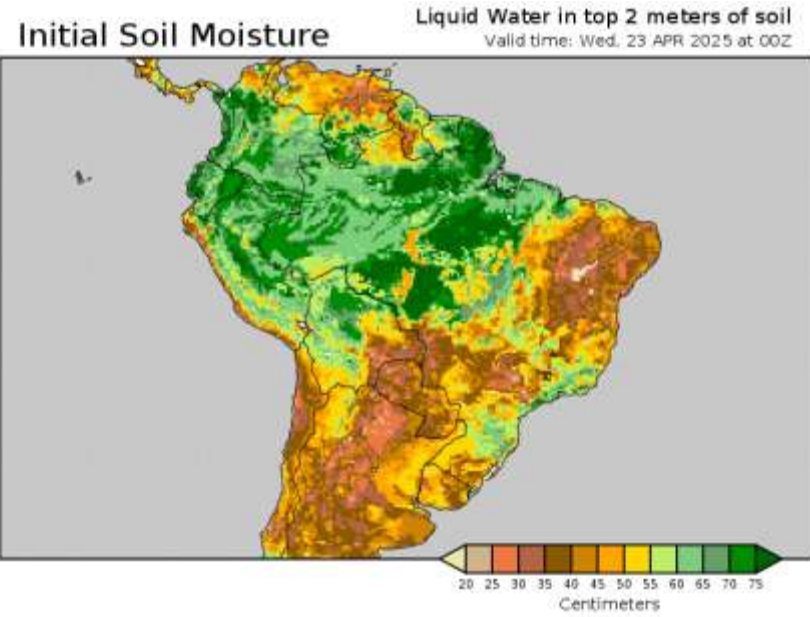 Initial Soil Moisture
Liquid Water in top 2 meters of soil
Valid time: Wed, 23 APR 2025 at 00Z
20 25 30 35 40 45 50 55 60 65 70 75
Centimeters